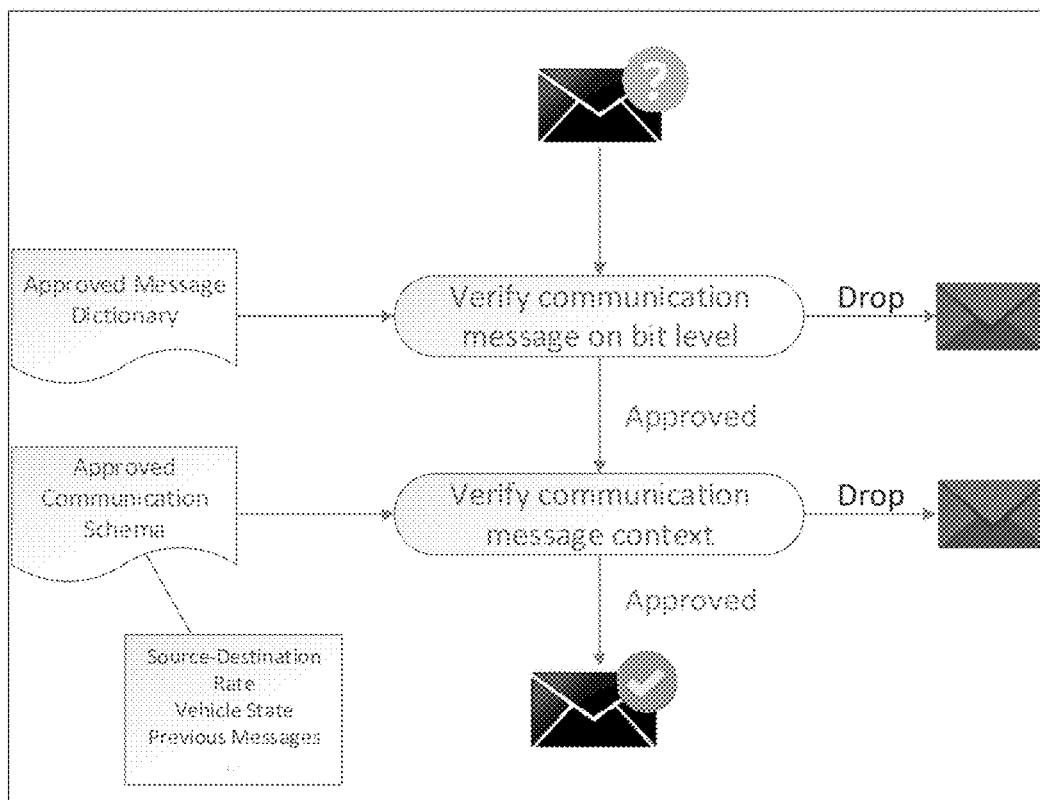 ?
Approved Message
Dictionary
Verify communication
message on bit level
Drop
Approved
Approved
Communication
Schema
Verify communication
message context
Drop
Approved
Source-Destination
Rate
Vehicle State
Previous Messages
...